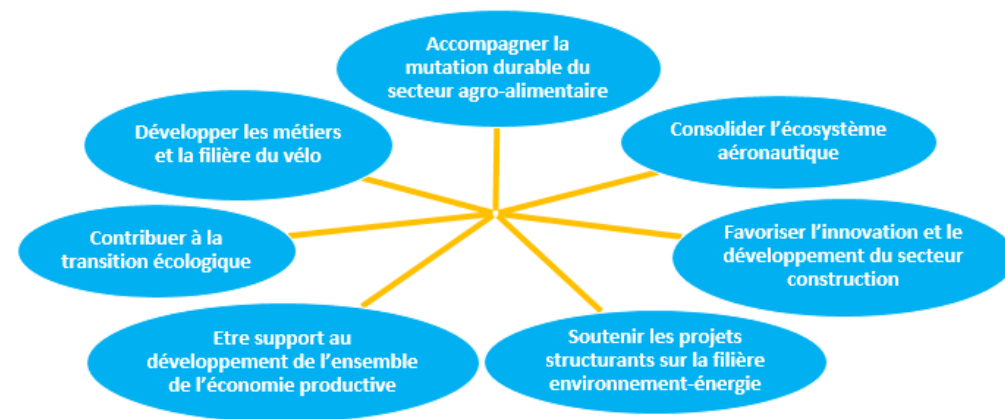 Accompagner la
mutation durable du
secteur agro-alimentaire
Développer les métiers
et la filière du vélo
Consolider l’écosystème
aéronautique
Contribuer à la
transition écologique
Favoriser l’innovation et le
développement du secteur
construction
Etre support au
développement de l’ensemble
de l’économie productive
Soutenir les projets
structurants sur la filière
environnement-énergie